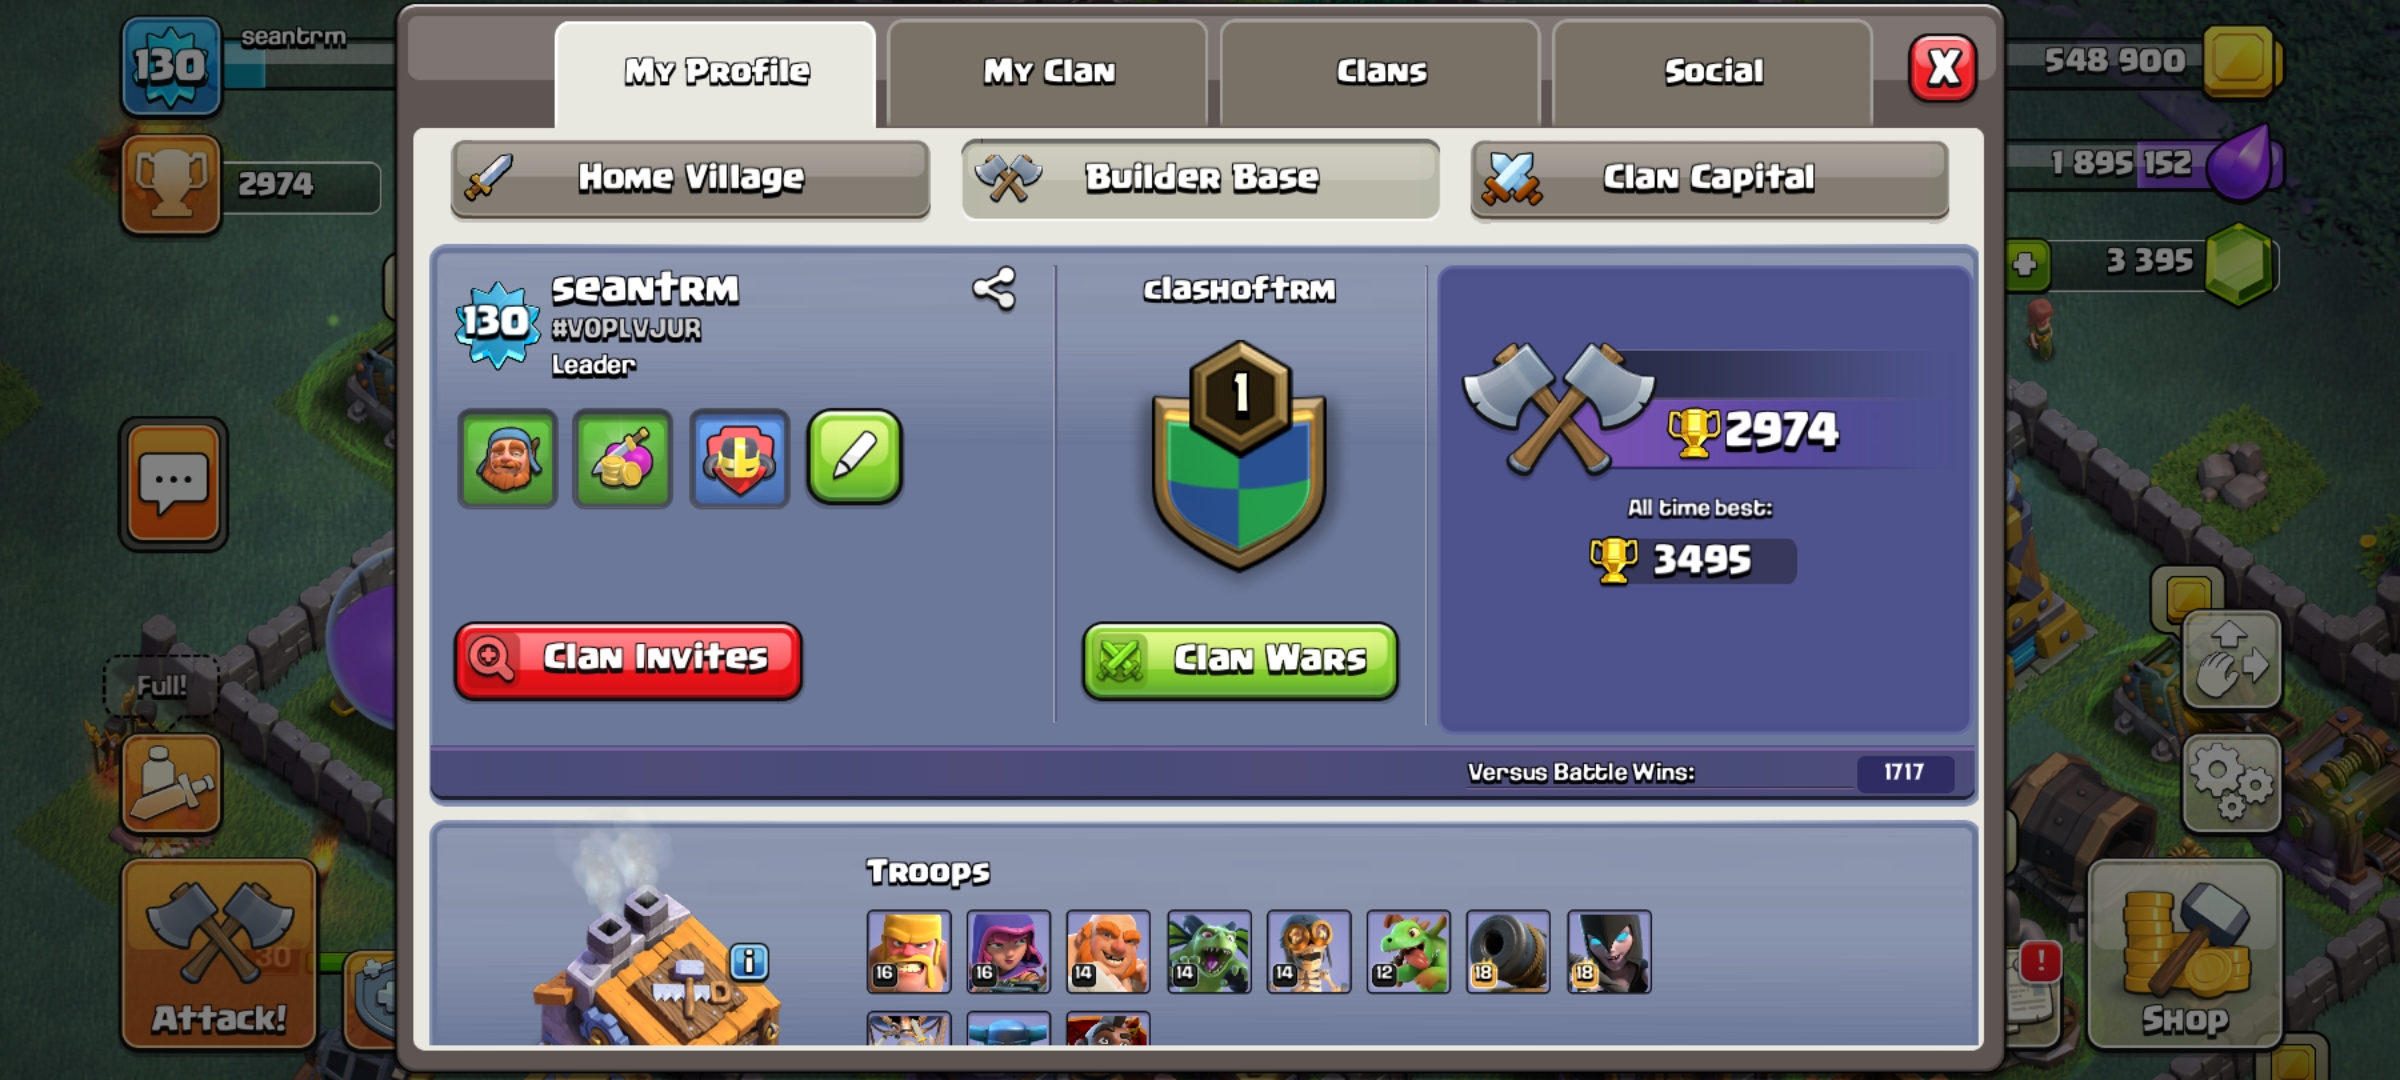 130
seantrm
My Profile
My Clan
Clans
Social
X
548 900
2974
Home Village
Builder Base
Clan Capital
1 895 152
3 395
130
seantrm
#VOPLVJUR
Leader
clashoftrm
1
2974
All time best:
3495
Full!
Clan Invites
Clan Wars
Versus Battle Wins:
1717
Troops
i
16
16
14
14
14
12
18
18
30
Attack!
!
Shop